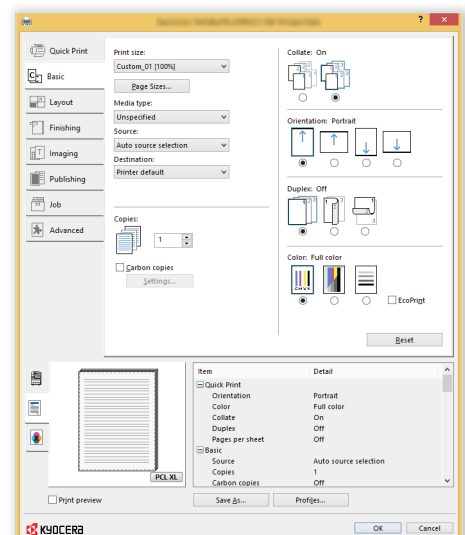 ?
Quick Print
Basic
Layout
Finishing
Imaging
Publishing
Job
Advanced
Print size:
Custom_01 [100%]
Page Sizes...
Media type:
Unspecified
Source:
Auto source selection
Destination:
Printer default
Copies:
1
Carbon copies
Settings...
Collate: On
Orientation: Portrait
Duplex: Off
Color: Full color
CMYK
EcoPrint
Reset
PCL XL
Print preview
Item Detail
Quick Print
Orientation Portrait
Color Full color
Collate On
Duplex Off
Pages per sheet Off
Basic
Source Auto source selection
Copies 1
Carbon copies Off
Save As... Profiles...
KYOCERA
OK Cancel